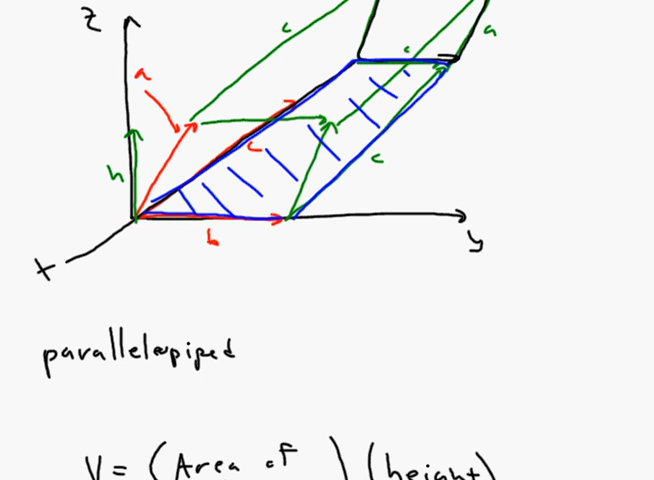 z
c
a
a
c
c
h
c
b
y
x
parallelepiped
V = (Area of ) (height)